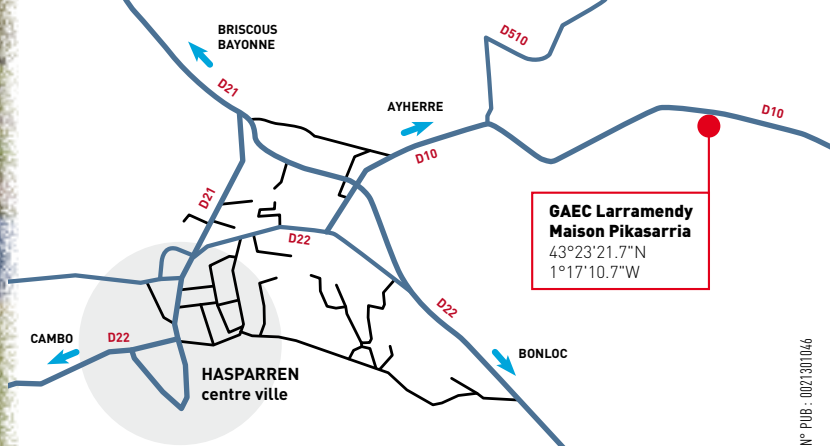 BRISCOUS
BAYONNE
D21
D510
AYHERRE
D10
D10
D21
D22
GAEC Larramendy
Maison Pikasarria
43°23'21.7"N
1°17'10.7"W
D22
CAMBO
D22
BONLOC
HASPARREN
centre ville
N° PUB : 0021301046